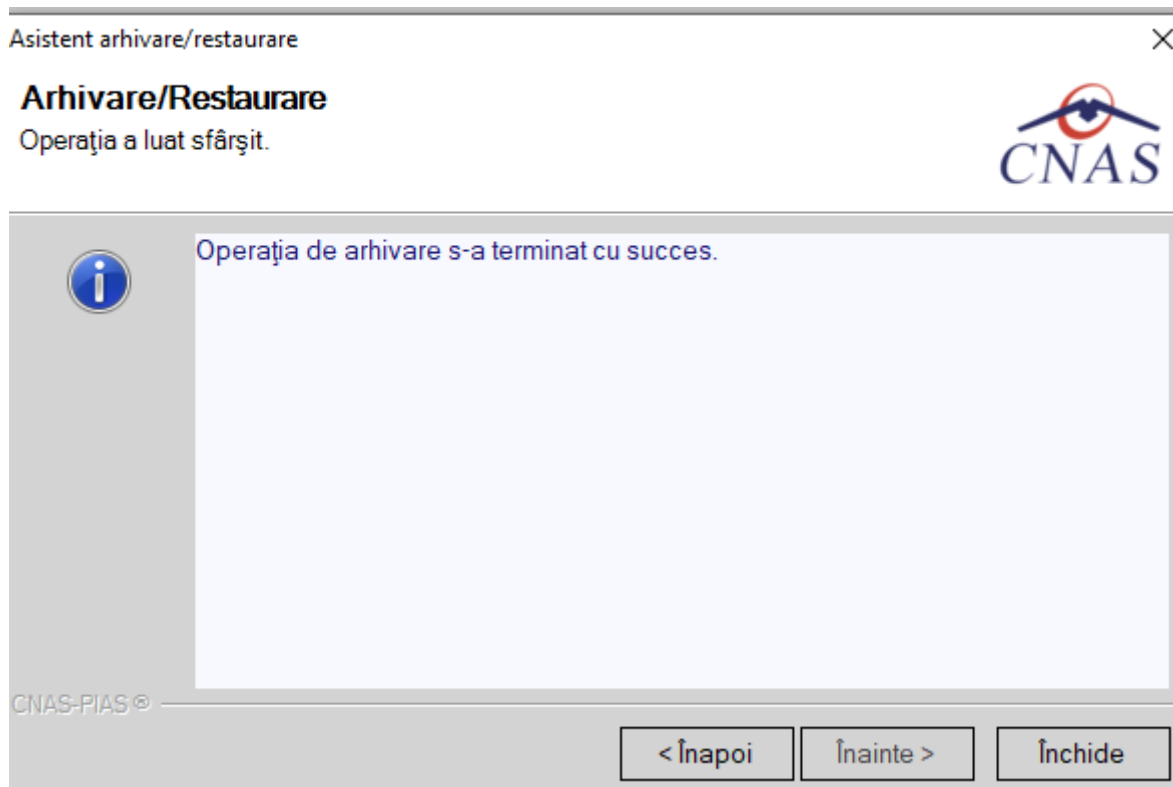 Asistent arhivare/restaurare
Arhivare/Restaurare
Operaţia a luat sfârşit.
CNAS
Operaţia de arhivare s-a terminat cu succes.
CNAS-PIAS ®
< Înapoi
Înainte >
Închide